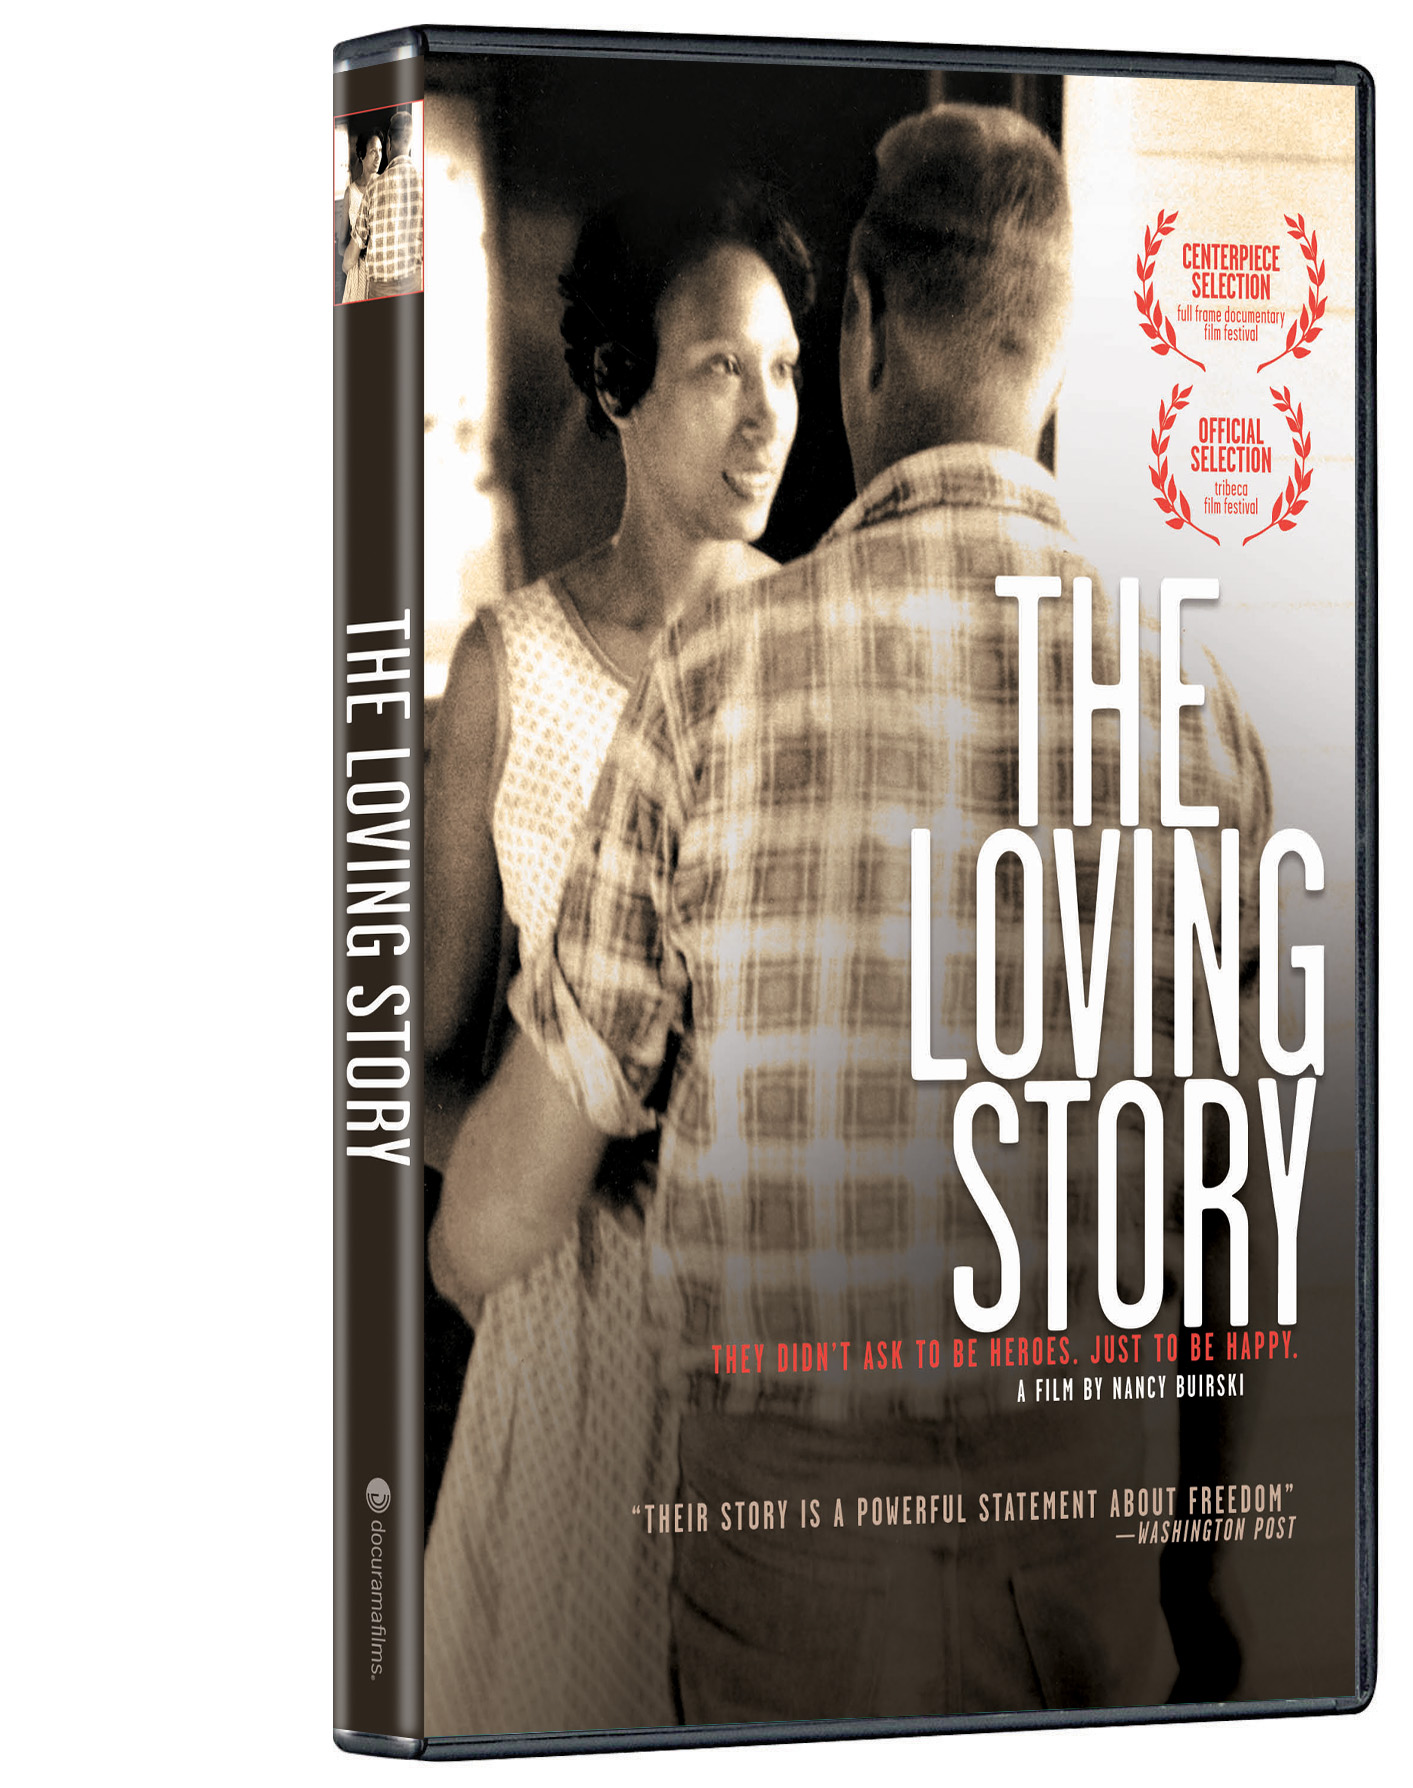 THE LOVING STORY
docuramafilms.
CENTERPIECE
SELECTION
full frame documentary
film festival
OFFICIAL
SELECTION
tribeca
film festival
THE
LOVING
STORY
THEY DIDN'T ASK TO BE HEROES. JUST TO BE HAPPY.
A FILM BY NANCY BUIRSKI
“THEIR STORY IS A POWERFUL STATEMENT ABOUT FREEDOM”
—WASHINGTON POST